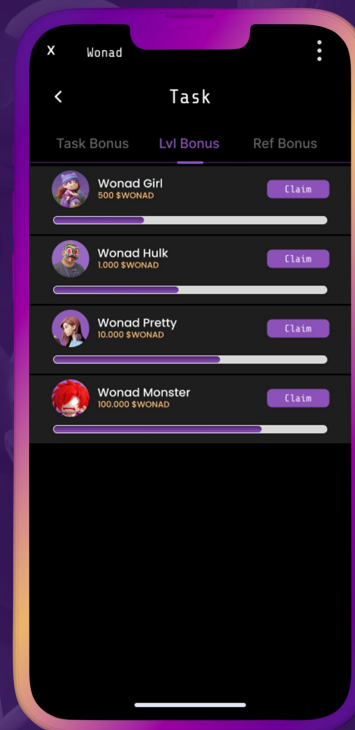 X Wonad
Task
Task Bonus Lvl Bonus Ref Bonus
Wonad Girl
500 $WONAD
Claim
Wonad Hulk
1.000 $WONAD
Claim
Wonad Pretty
10.000 $WONAD
Claim
Wonad Monster
100.000 $WONAD
Claim